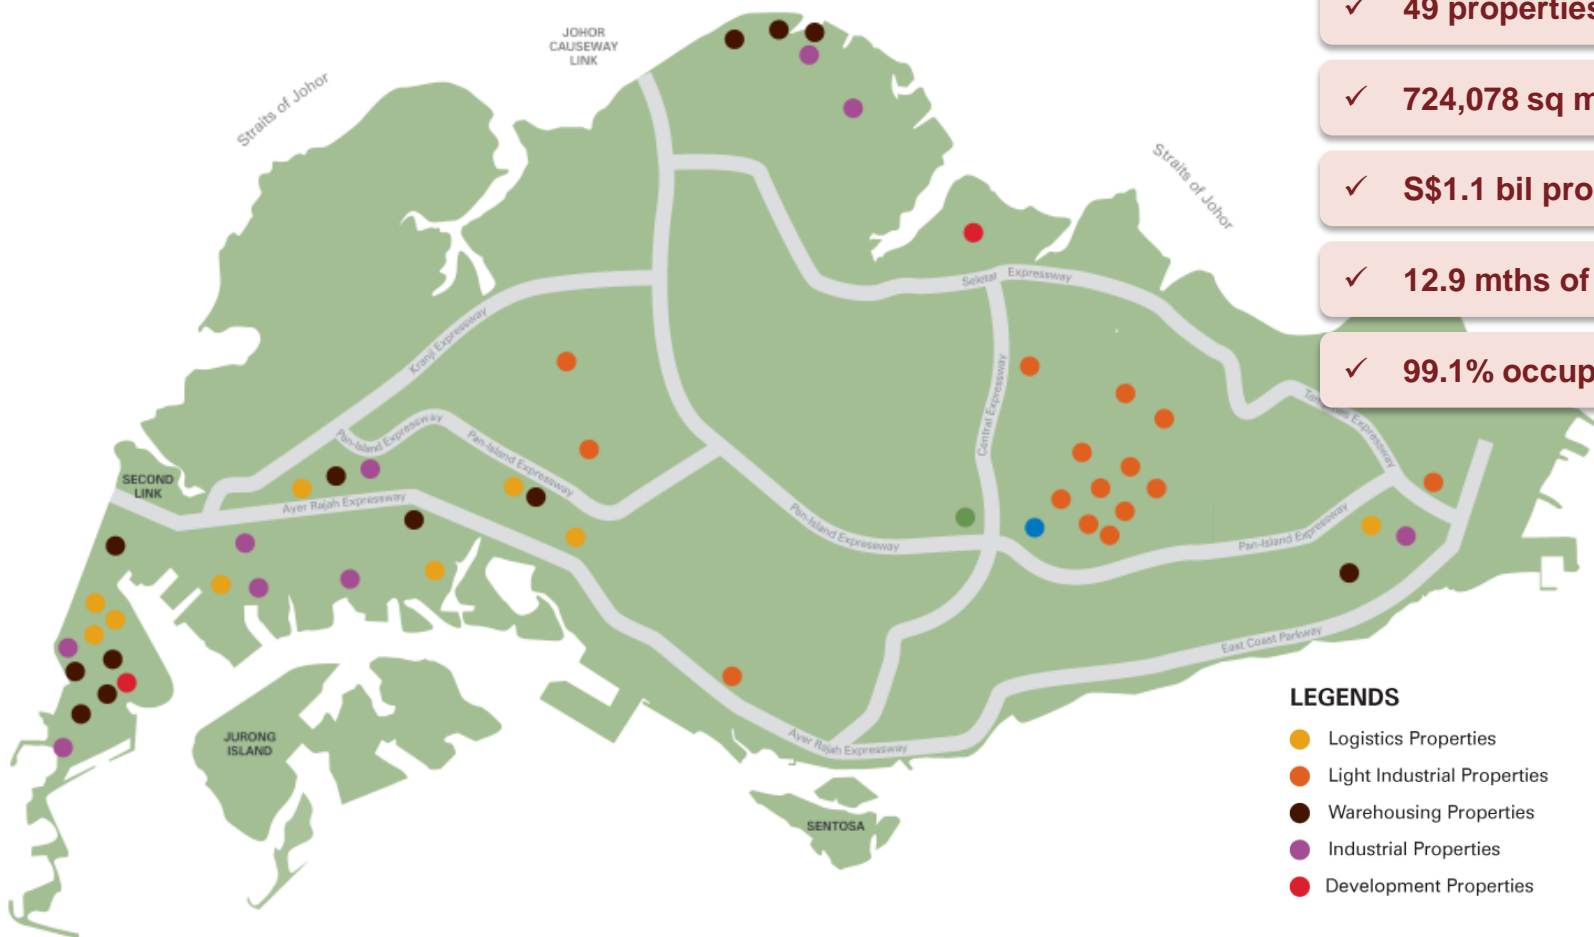 49 properties
724,078 sq m
S$1.1 bil pro
12.9 mths of
99.1% occup
JOHOR
CAUSEWAY
LINK
Straits of Johor
Straits of Johor
Seletar Expressway
Kranji Expressway
Central Expressway
Pan-Island Expressway
Pan-Island Expressway
SECOND
LINK
Ayer Rajah Expressway
Pan-Island Expressway
Pan-Island Expressway
East Coast Parkway
Ayer Rajah Expressway
JURONG
ISLAND
SENTOSA
LEGENDS
Logistics Properties
Light Industrial Properties
Warehousing Properties
Industrial Properties
Development Properties